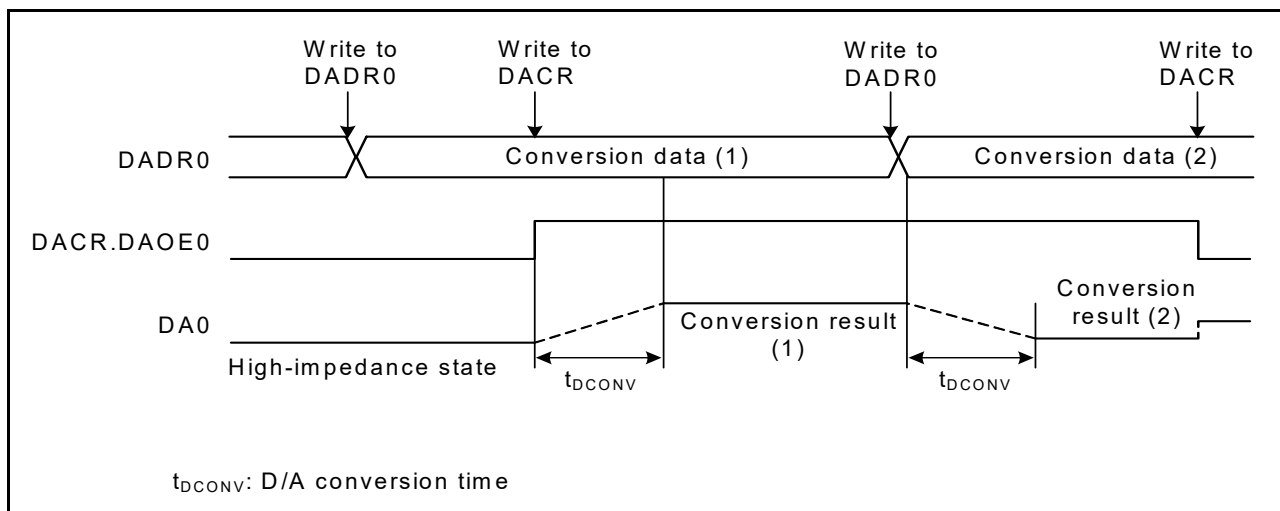 Write to
DADR0
Write to
DACR
Write to
DADR0
Write to
DACR
DADR0
Conversion data (1)
Conversion data (2)
DACR.DAOE0
DA0
Conversion result
(1)
Conversion
result (2)
High-impedance state
tDCONV
tDCONV
tDCONV: D/A conversion time